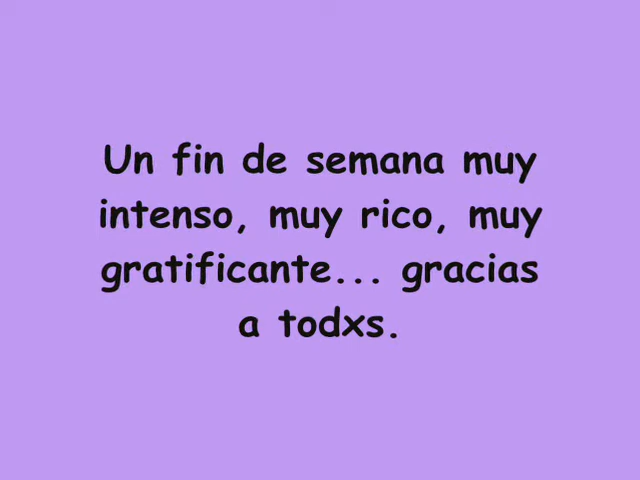 Un fin de semana muy
intenso, muy rico, muy
gratificante... gracias
a todxs.